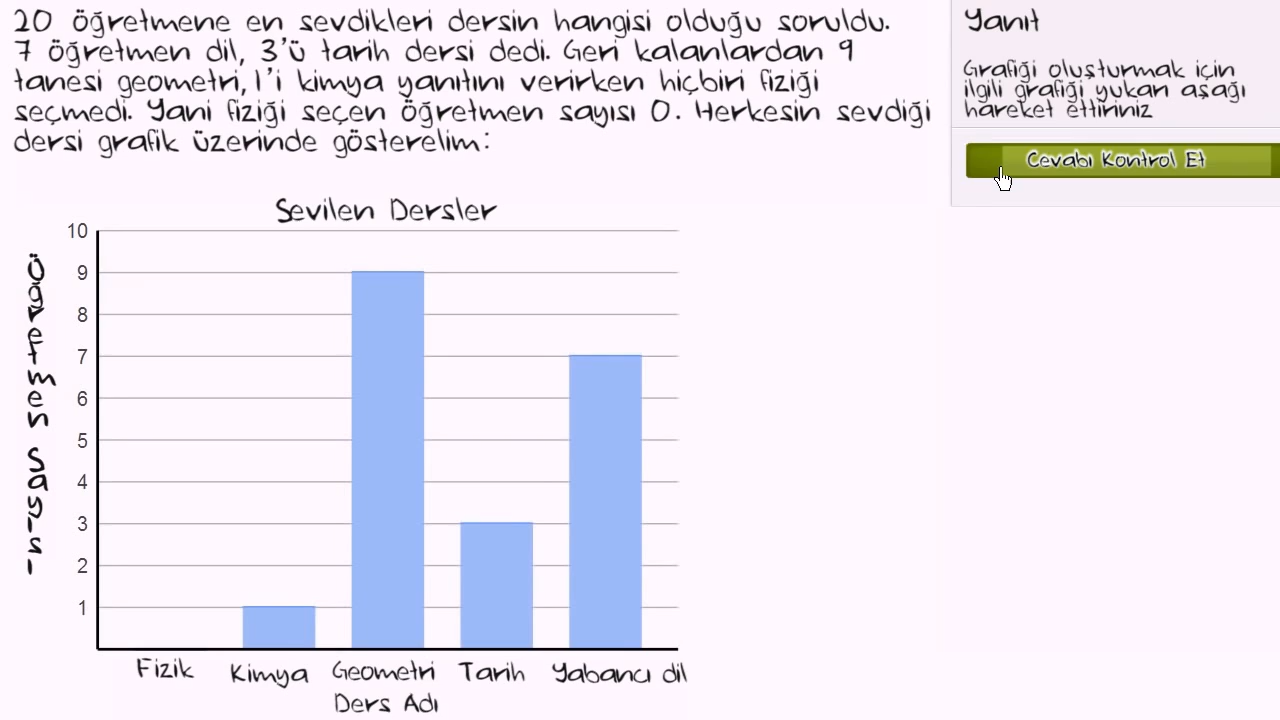 20 öğretmene en sevdikleri dersin hangisi olduğu soruldu.
7 öğretmen dil, 3'ü tarih dersi dedi. Geri kalanlardan 9
tanesi geometri, 1'i kimya yanıtını verirken hiçbiri fiziği
seçmedi. Yani fiziği seçen öğretmen sayısı 0. Herkesin sevdiği
dersi grafik üzerinde gösterelim:
Yanıt
Grafiği oluşturmak için
ilgili grafiği yukarı aşağı
hareket ettiriniz
Cevabı Kontrol Et
Sevilen Dersler
Öğretmen sayısı
10
9
8
7
6
5
4
3
2
1
Fizik Kimya Geometri Tarih Yabancı dil
Ders Adı